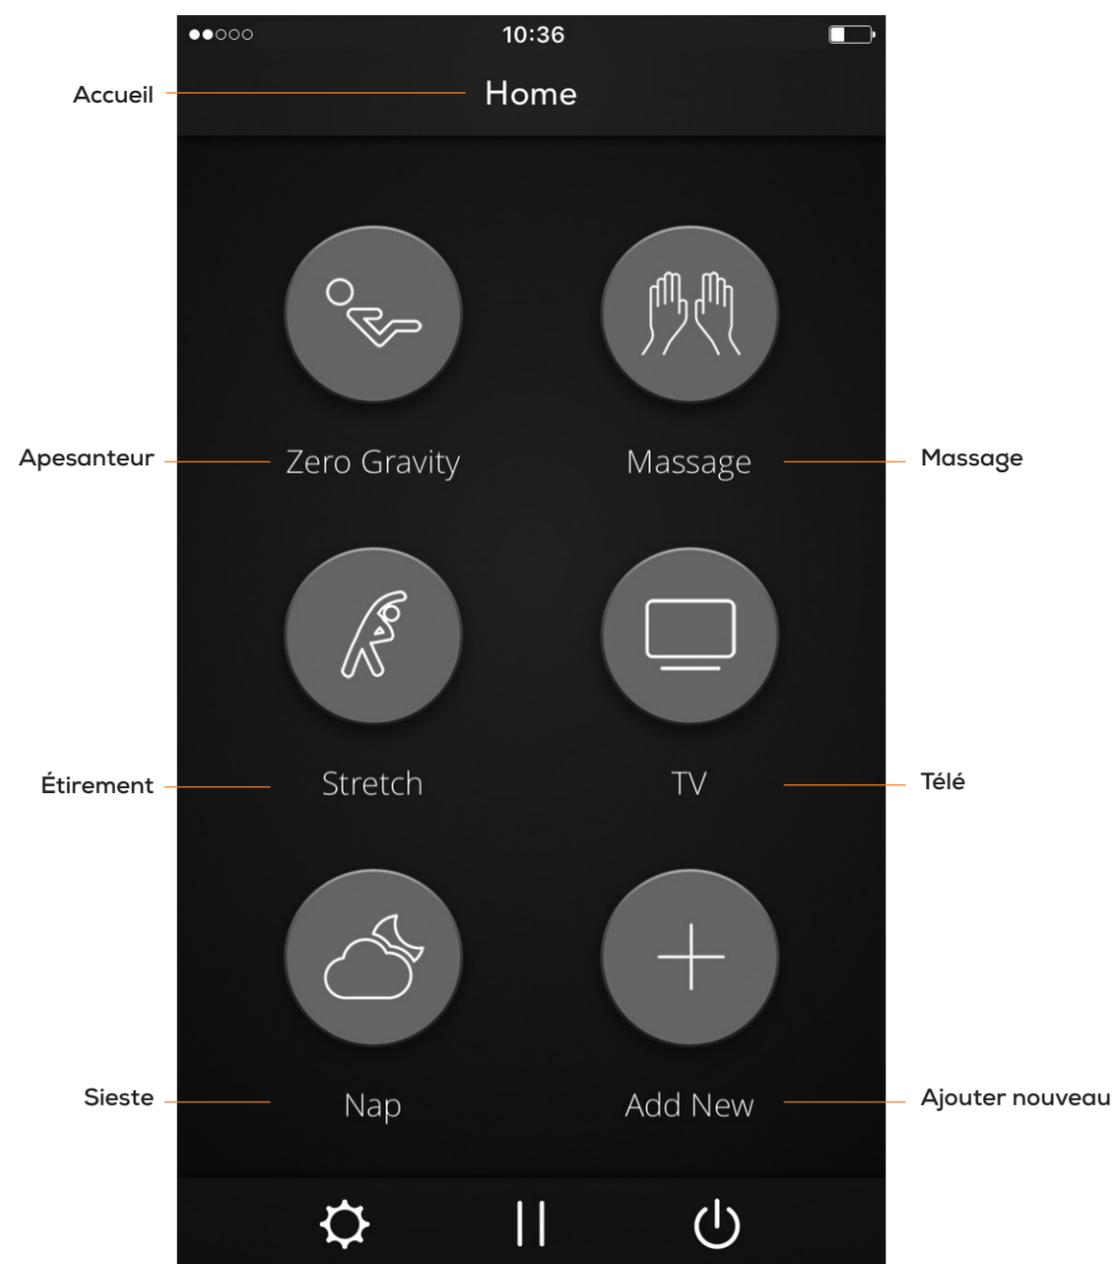 10:36
Accueil
Home
Apesanteur
Zero Gravity
Massage
Massage
Étirement
Stretch
TV
Télé
Sieste
Nap
Add New
Ajouter nouveau